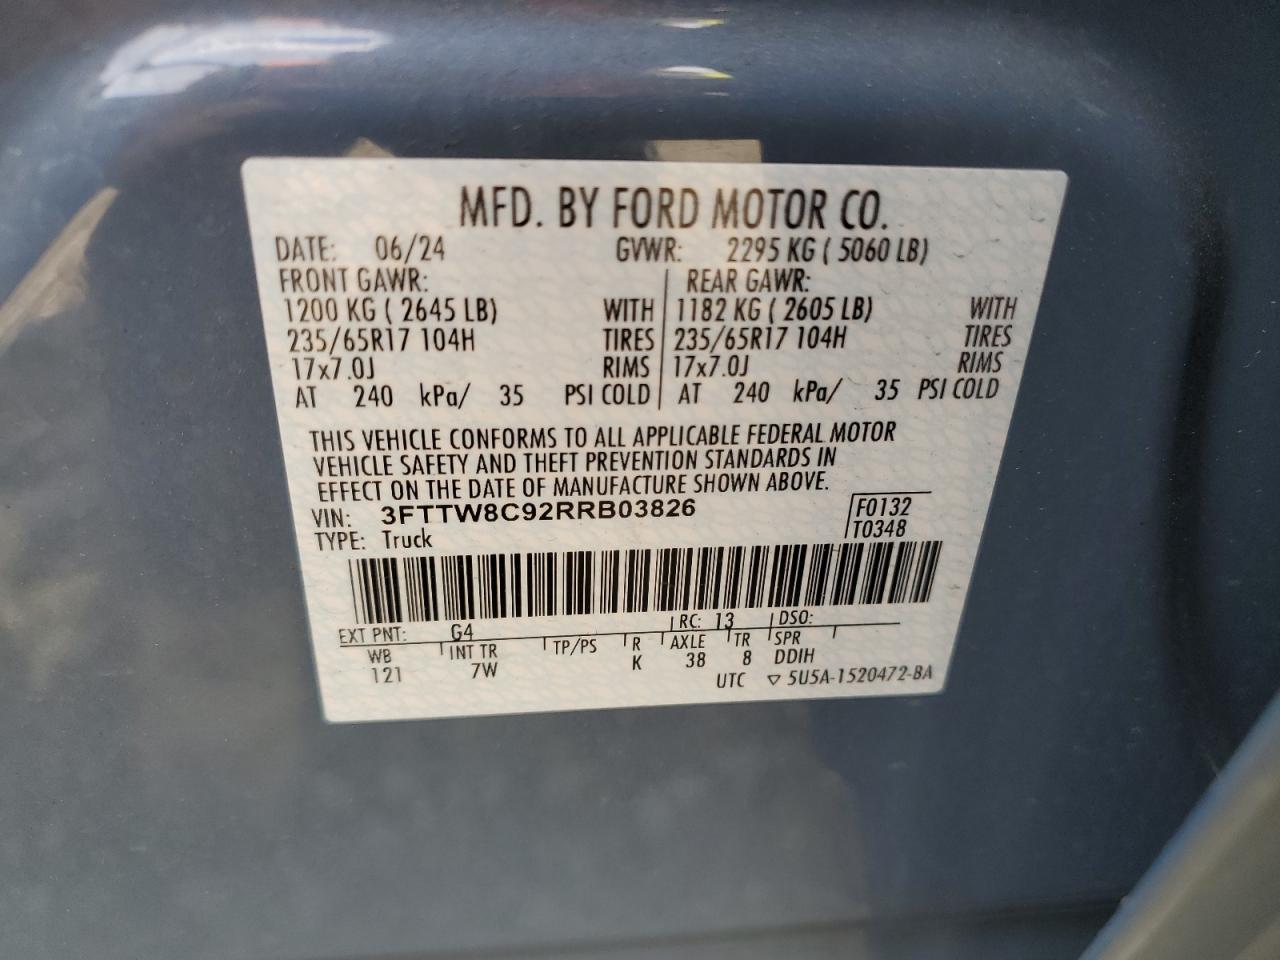 MFD. BY FORD MOTOR CO.
DATE: 06/24 GVWR: 2295 KG ( 5060 LB)
FRONT GAWR: REAR GAWR:
1200 KG ( 2645 LB) WITH 1182 KG ( 2605 LB) WITH
235/65R17 104H TIRES 235/65R17 104H TIRES
17x7.0J RIMS 17x7.0J RIMS
AT 240 kPa/ 35 PSI COLD AT 240 kPa/ 35 PSI COLD
THIS VEHICLE CONFORMS TO ALL APPLICABLE FEDERAL MOTOR
VEHICLE SAFETY AND THEFT PREVENTION STANDARDS IN
EFFECT ON THE DATE OF MANUFACTURE SHOWN ABOVE.
VIN: 3FTTW8C92RRB03826 F0132
TYPE: Truck T0348
EXT PNT: G4 RC: 13 DSO:
WB INT TR TP/PS R AXLE TR SPR
121 7W K 38 8 DDIH
UTC ▽ 5U5A-1520472-BA